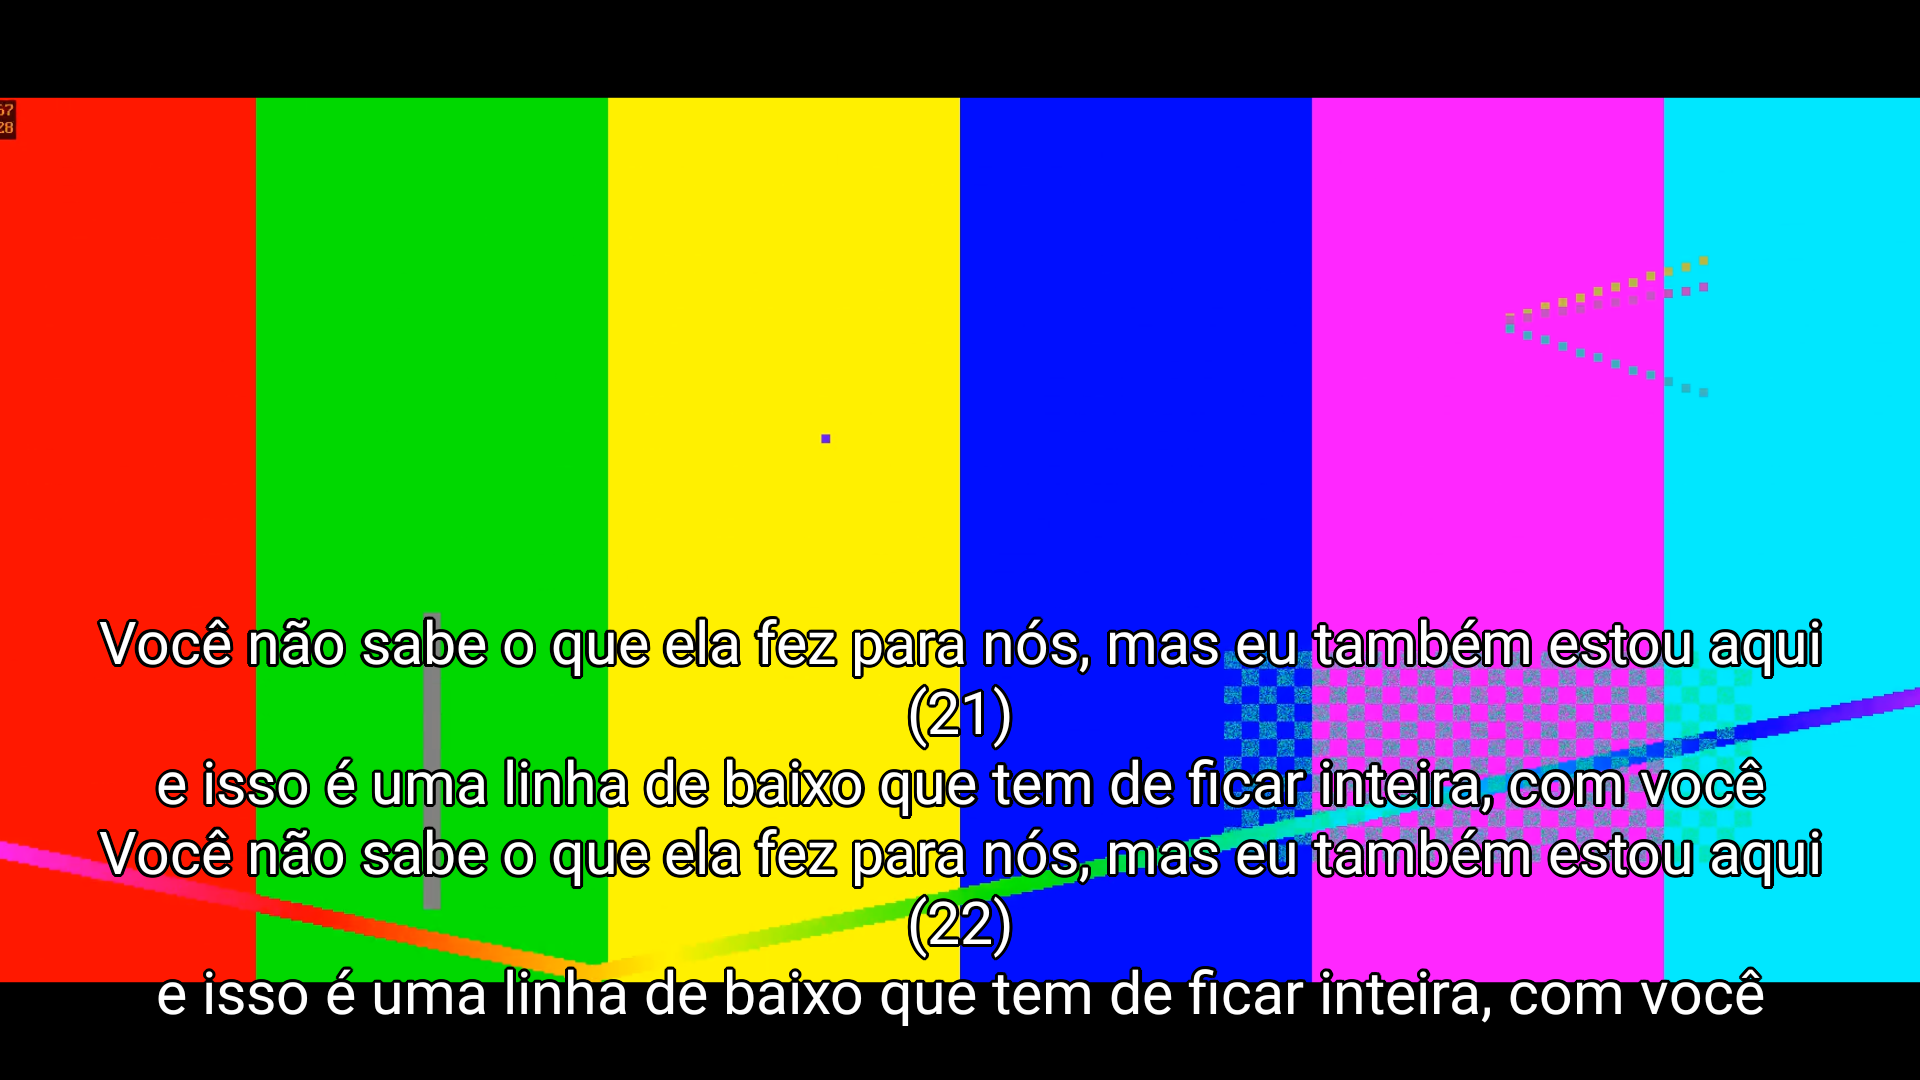 67
28
Você não sabe o que ela fez para nós, mas eu também estou aqui
(21)
e isso é uma linha de baixo que tem de ficar inteira, com você
Você não sabe o que ela fez para nós, mas eu também estou aqui
(22)
e isso é uma linha de baixo que tem de ficar inteira, com você